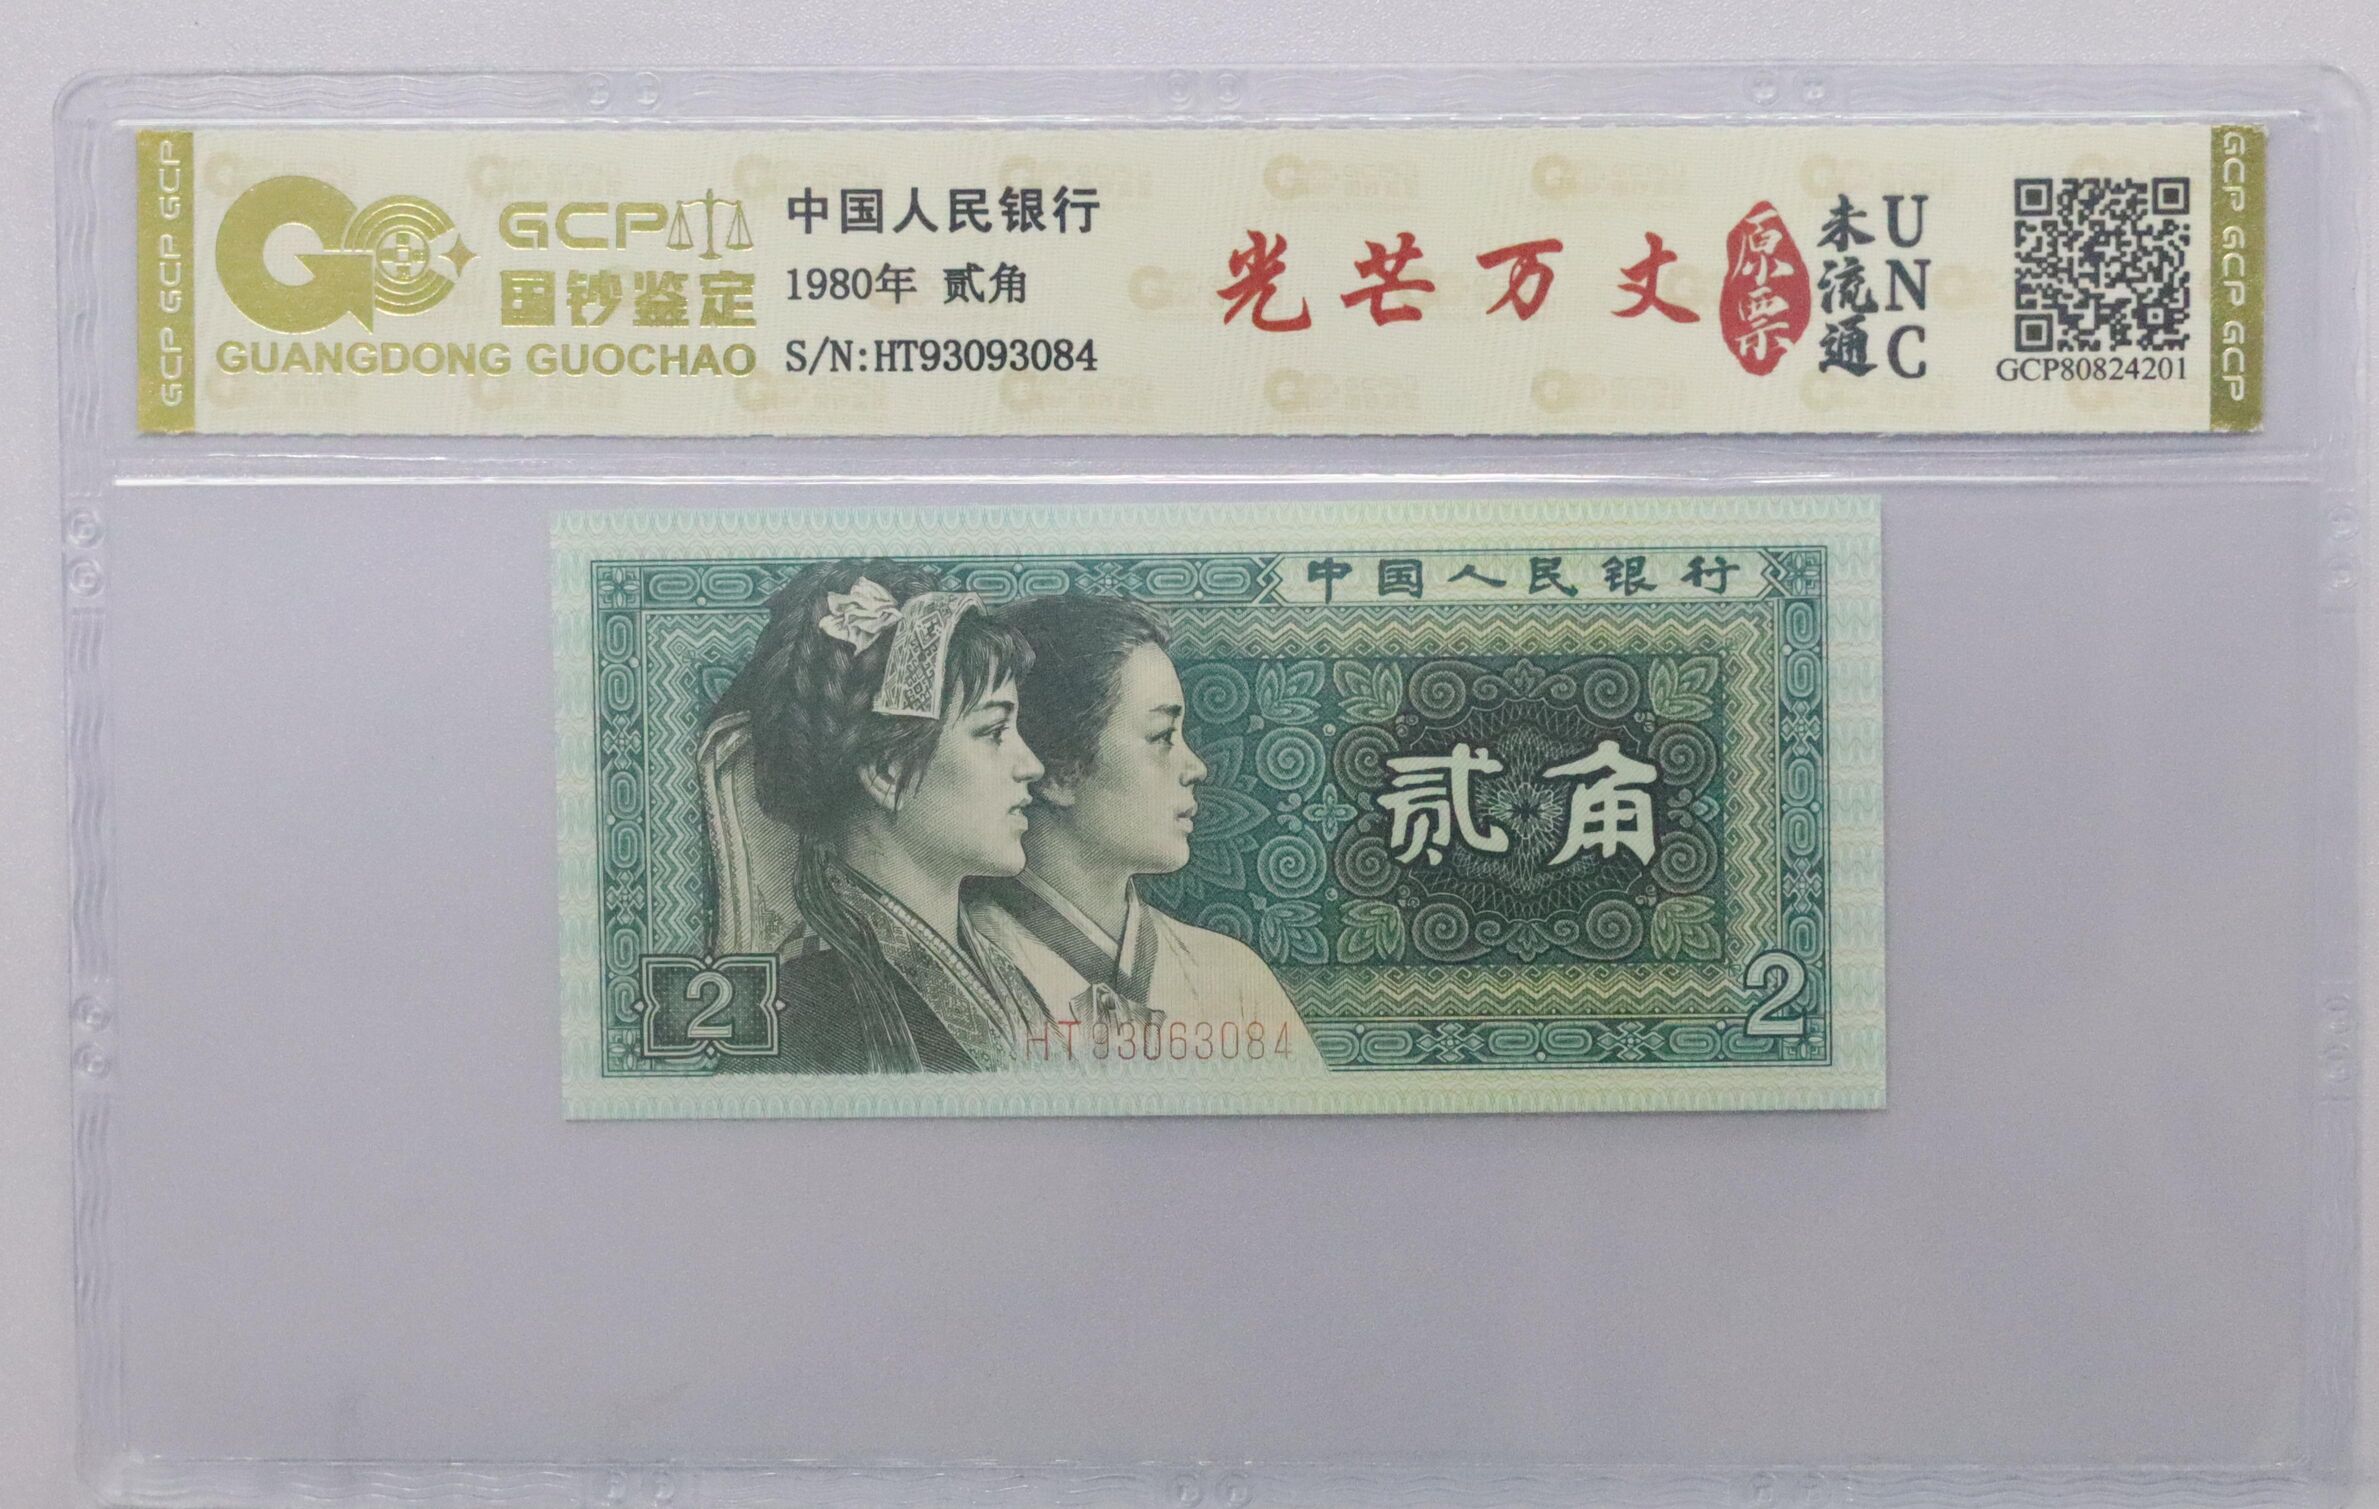 GCP GCP GCP
GCP
国钞鉴定
GUANGDONG GUOCHAO
中国人民银行
1980年 贰角
S/N:HT93093084
光芒万丈
原票
未流通
UNC
GCP80824201
GCP GCP GCP
中国人民银行
贰角
2
2
HT93063084